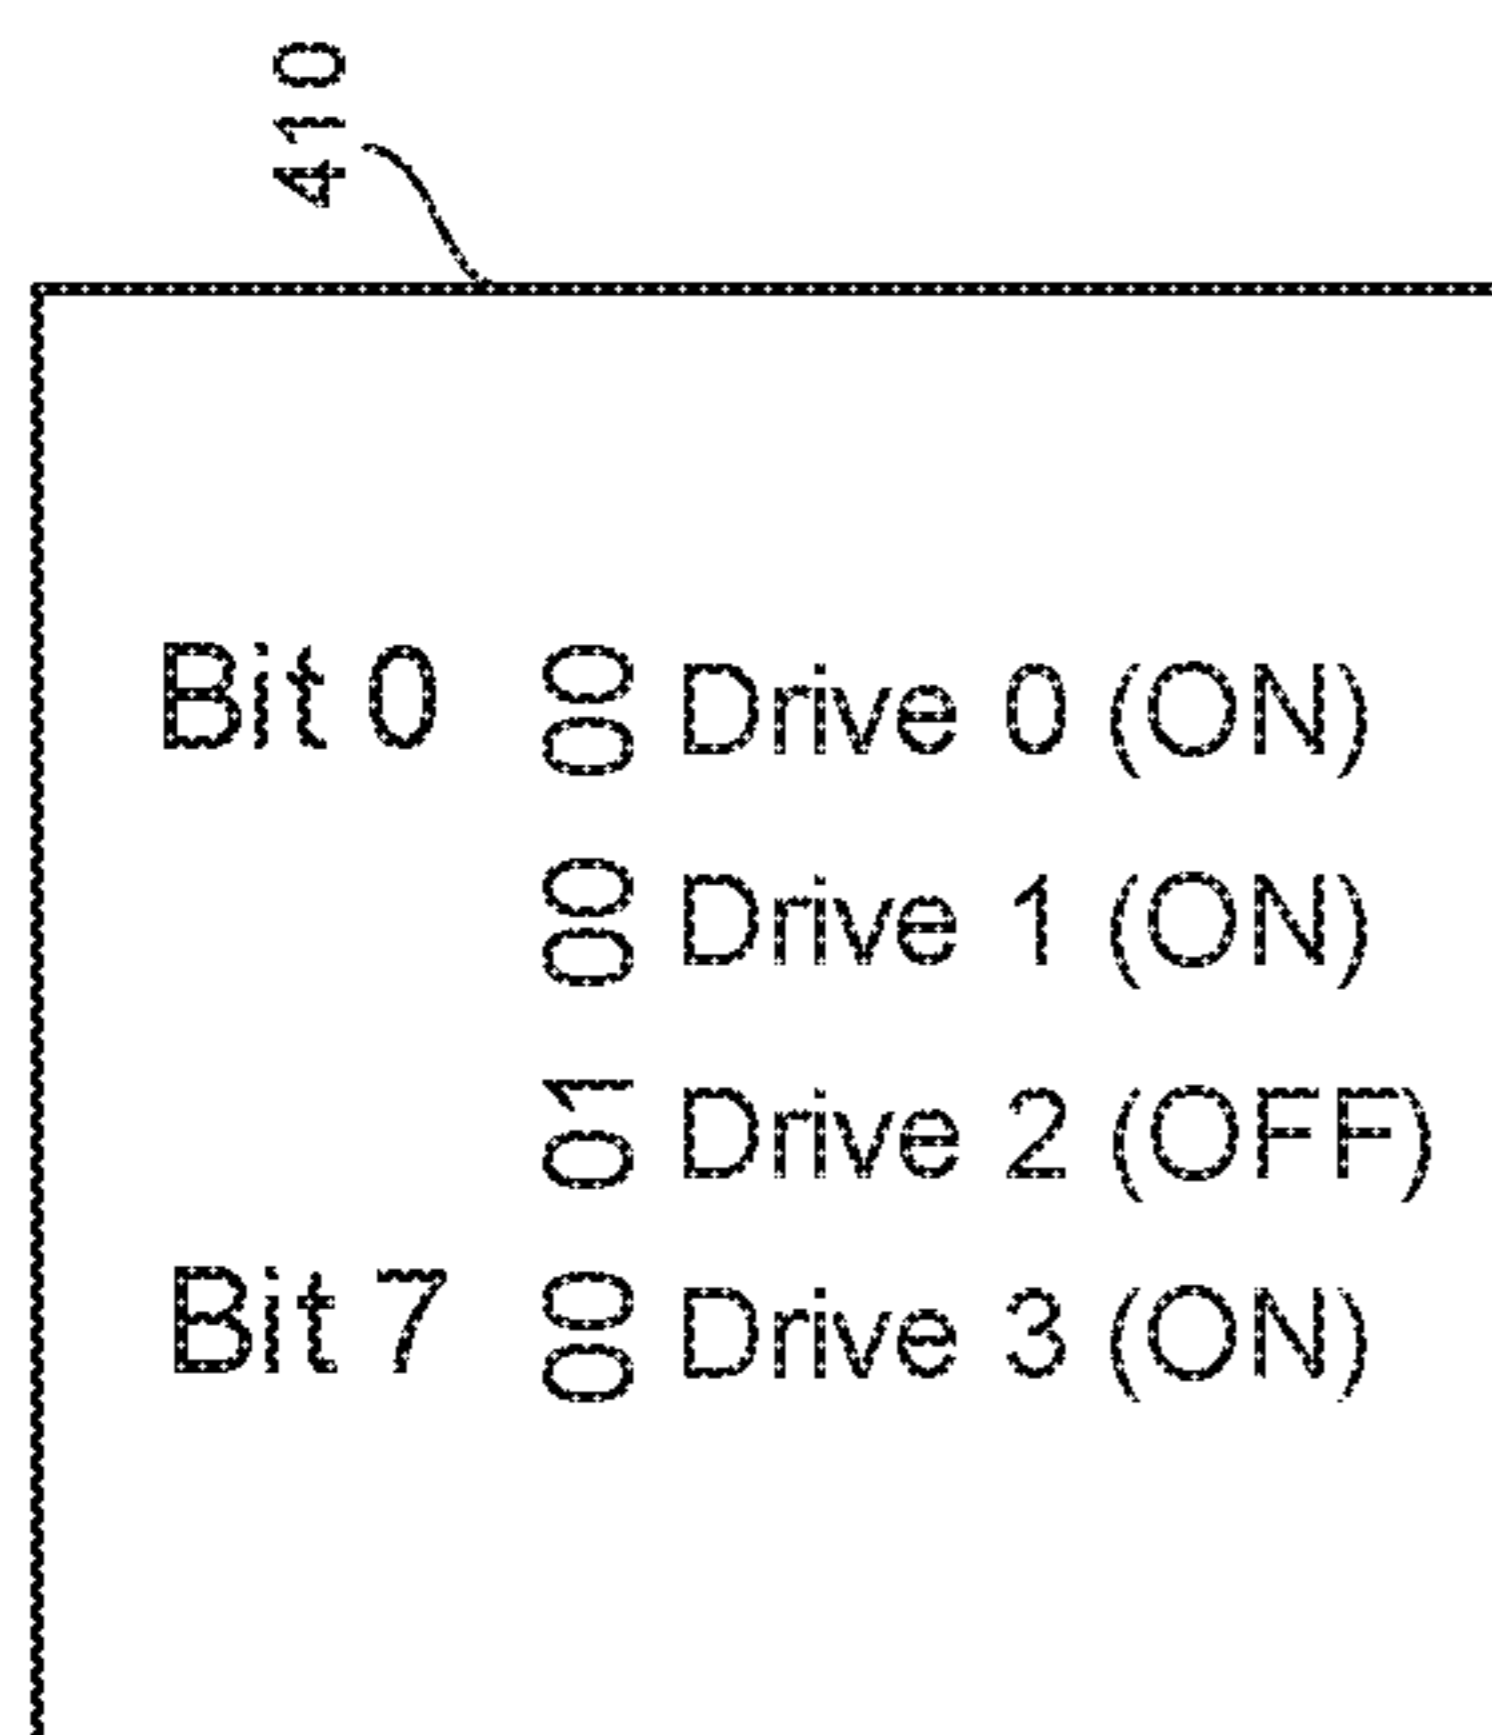 410
Bit 0 00 Drive 0 (ON)
00 Drive 1 (ON)
01 Drive 2 (OFF)
Bit 7 00 Drive 3 (ON)